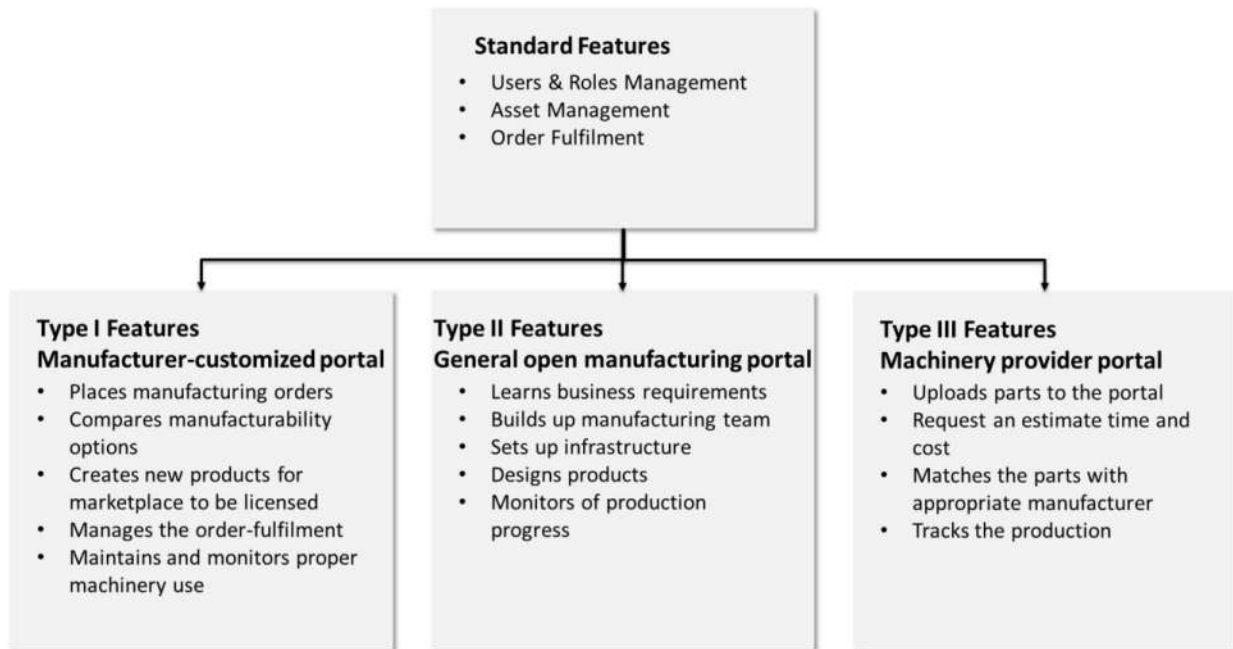 Standard Features
• Users & Roles Management
• Asset Management
• Order Fulfilment
Type I Features
Manufacturer-customized portal
• Places manufacturing orders
• Compares manufacturability
options
• Creates new products for
marketplace to be licensed
• Manages the order-fulfilment
• Maintains and monitors proper
machinery use
Type II Features
General open manufacturing portal
• Learns business requirements
• Builds up manufacturing team
• Sets up infrastructure
• Designs products
• Monitors of production
progress
Type III Features
Machinery provider portal
• Uploads parts to the portal
• Request an estimate time and
cost
• Matches the parts with
appropriate manufacturer
• Tracks the production